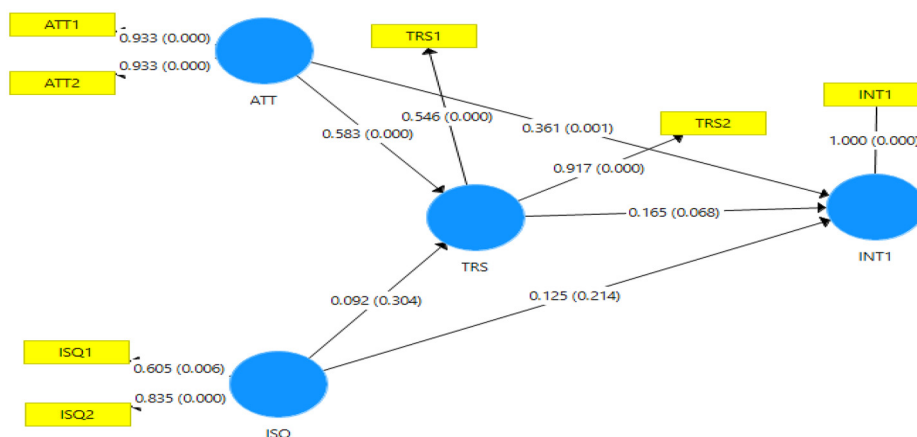 ATT1
0.933 (0.000)
ATT2
0.933 (0.000)
ATT
TRS1
0.546 (0.000)
0.583 (0.000)
0.361 (0.001)
TRS2
0.917 (0.000)
INT1
1.000 (0.000)
TRS
0.165 (0.068)
INT1
0.092 (0.304)
0.125 (0.214)
ISQ1
0.605 (0.006)
ISQ2
0.835 (0.000)
ISQ